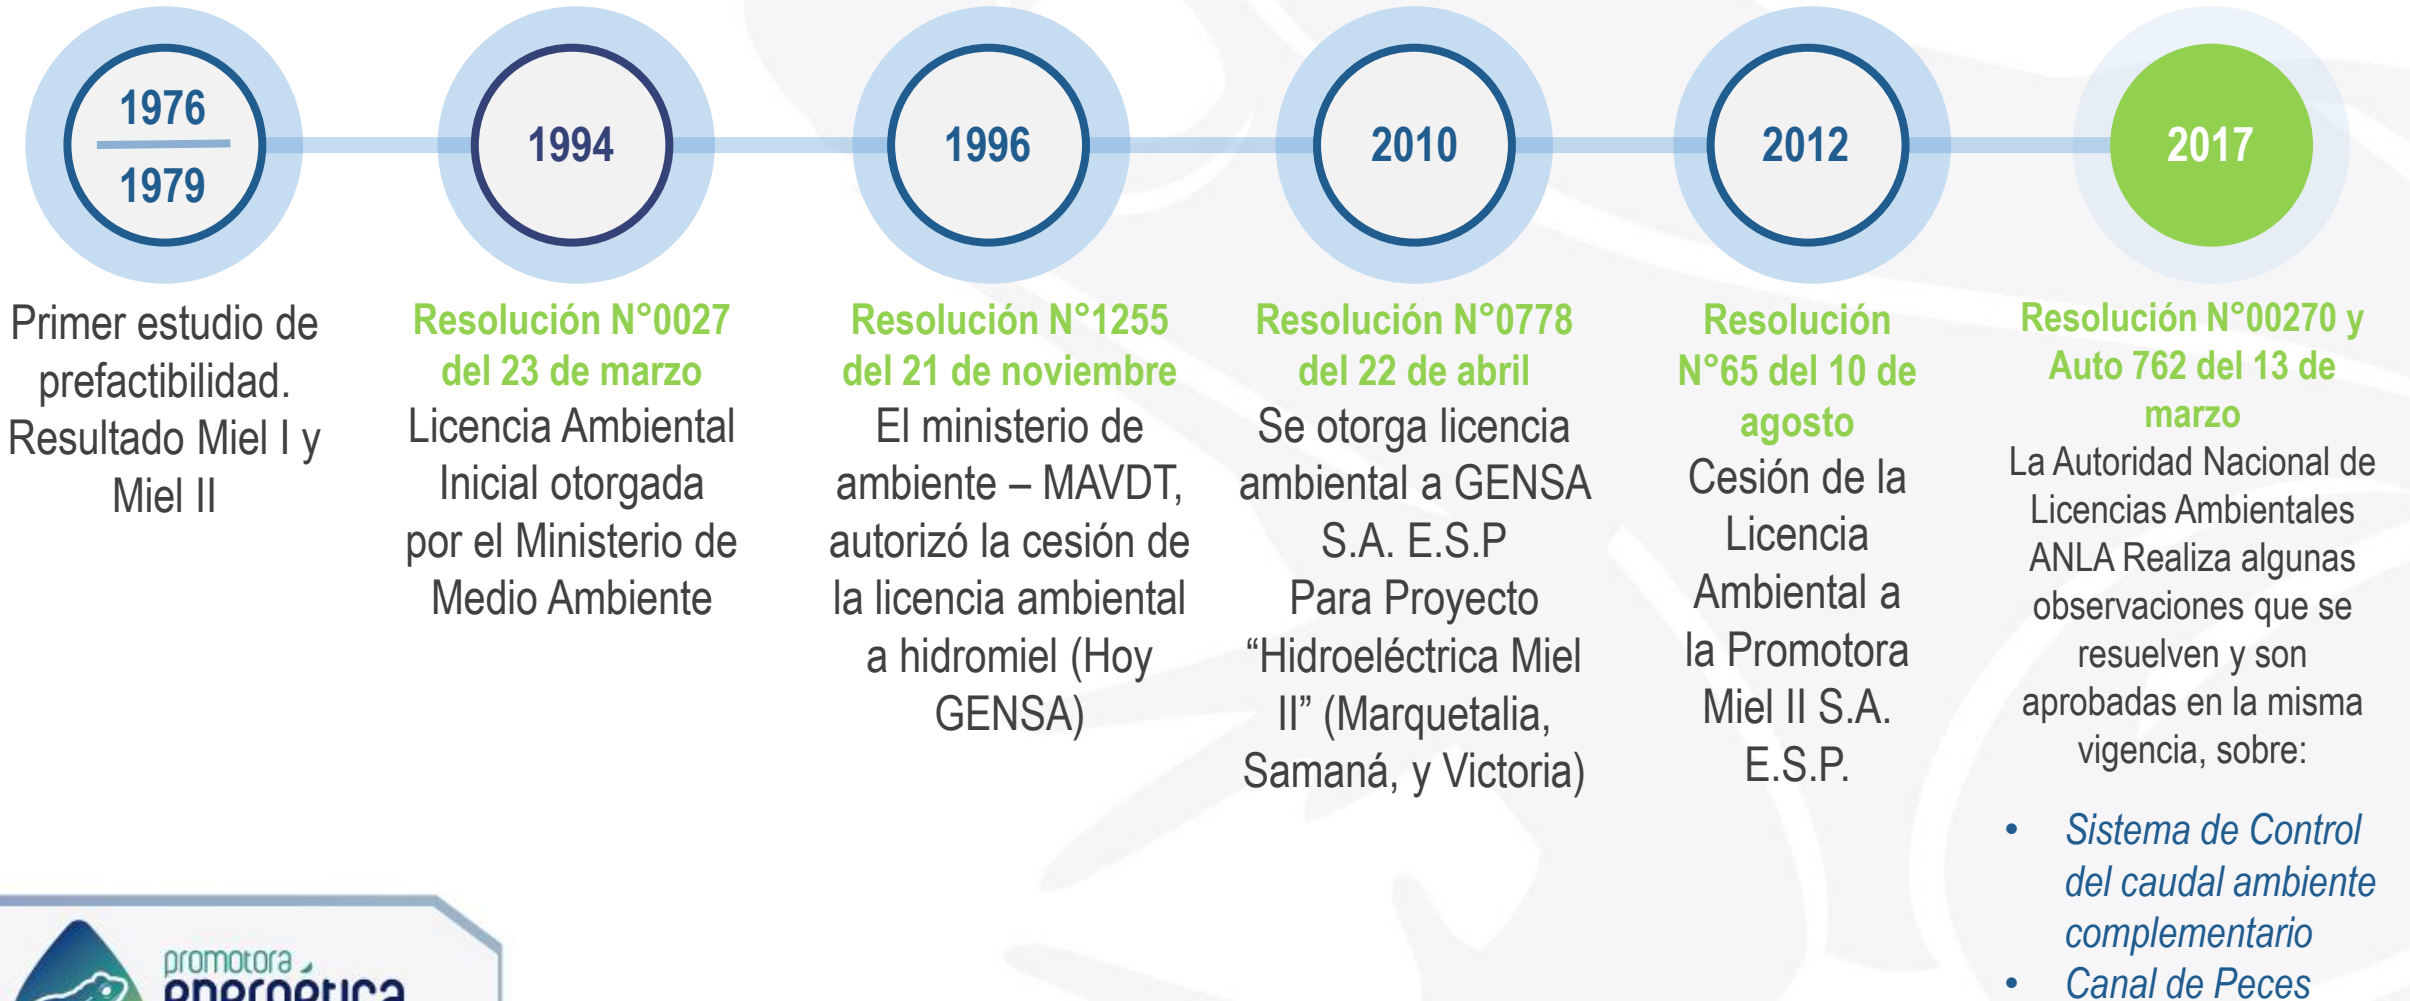 1976
1979
1994
1996
2010
2012
2017
Primer estudio de
prefactibilidad.
Resultado Miel I y
Miel II
Resolución N°0027
del 23 de marzo
Licencia Ambiental
Inicial otorgada
por el Ministerio de
Medio Ambiente
Resolución N°1255
del 21 de noviembre
El ministerio de
ambiente – MAVDT,
autorizó la cesión de
la licencia ambiental
a hidromiel (Hoy
GENSA)
Resolución N°0778
del 22 de abril
Se otorga licencia
ambiental a GENSA
S.A. E.S.P
Para Proyecto
“Hidroeléctrica Miel
II” (Marquetalia,
Samaná, y Victoria)
Resolución
N°65 del 10 de
agosto
Cesión de la
Licencia
Ambiental a
la Promotora
Miel II S.A.
E.S.P.
Resolución N°00270 y
Auto 762 del 13 de
marzo
La Autoridad Nacional de
Licencias Ambientales
ANLA Realiza algunas
observaciones que se
resuelven y son
aprobadas en la misma
vigencia, sobre:
• Sistema de Control
del caudal ambiente
complementario
• Canal de Peces
promotora
energética